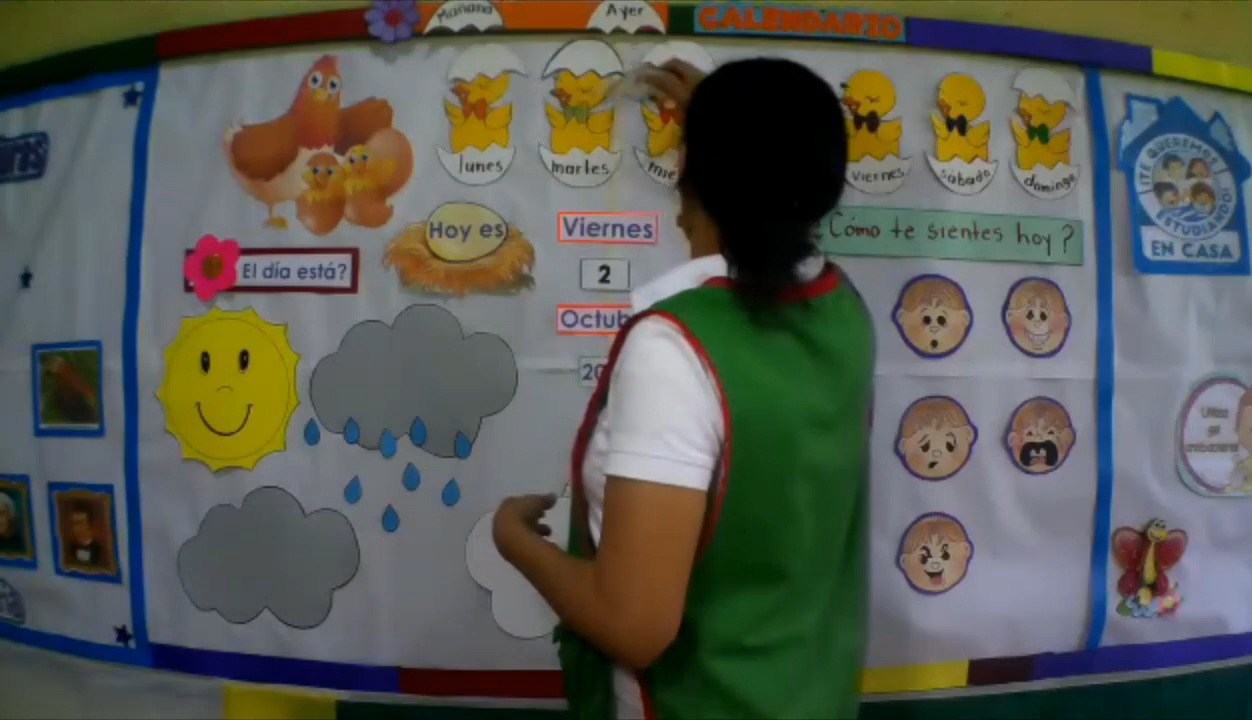 Mañana
Ayer
CALENDARIO
lunes
martes
viernes
sábado
domingo
Hoy es
Viernes
2
El día está?
¿Cómo te sientes hoy?
¡TE QUEREMOS
ESTUDIANDO!
EN CASA